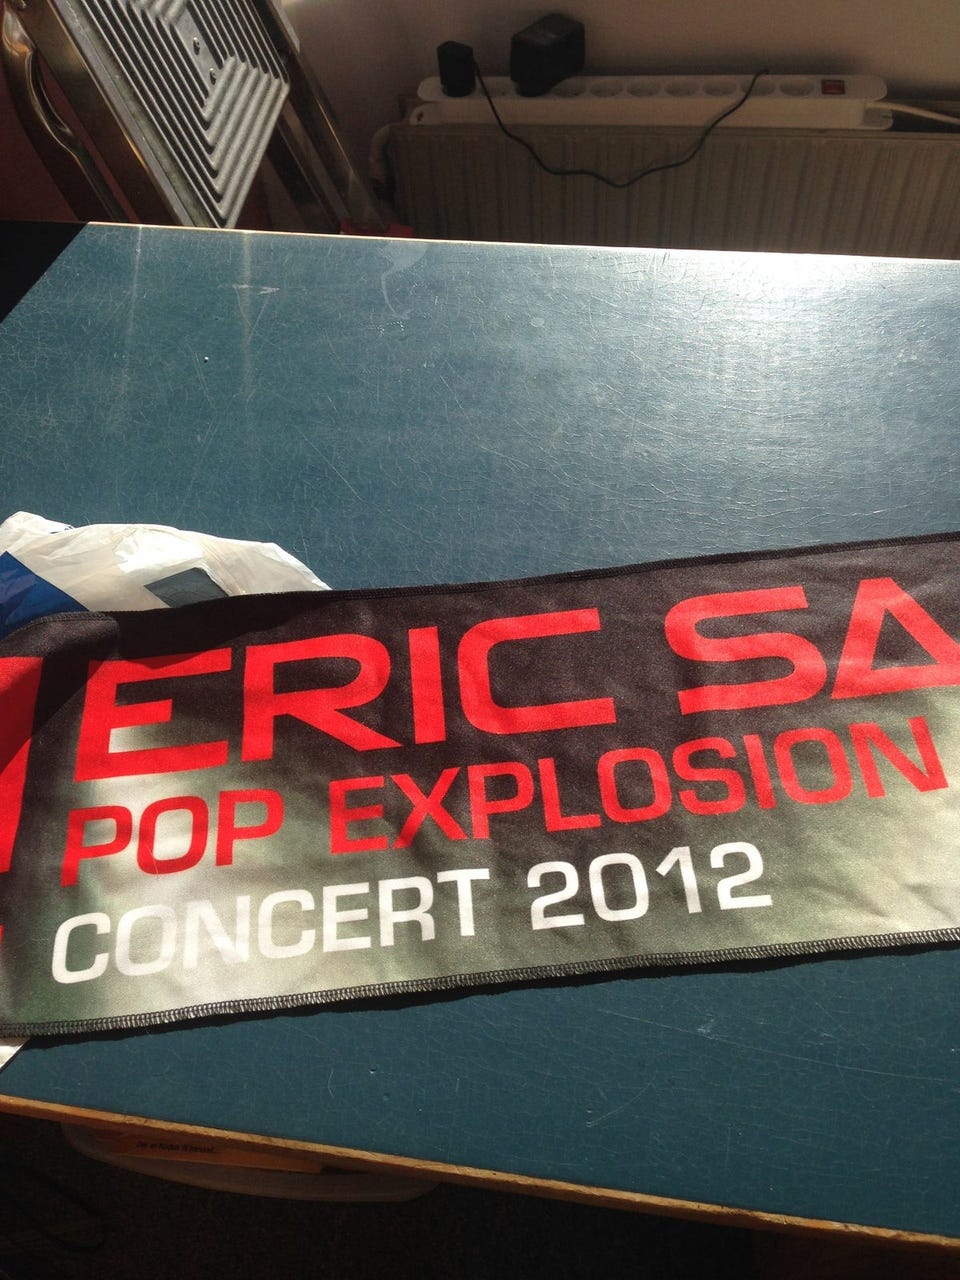 ERIC SA
POP EXPLOSION
CONCERT 2012